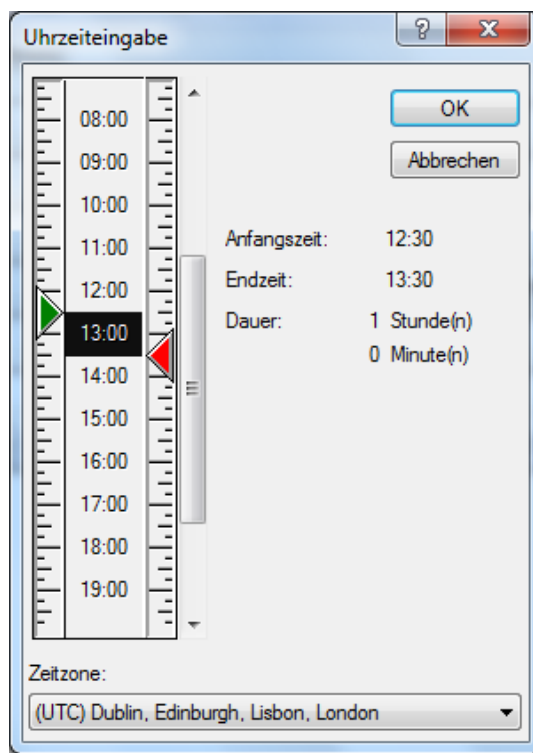 Uhrzeiteingabe
?
OK
Abbrechen
08:00
09:00
10:00
11:00
12:00
13:00
14:00
15:00
16:00
17:00
18:00
19:00
Anfangszeit: 12:30
Endzeit: 13:30
Dauer: 1 Stunde(n)
0 Minute(n)
Zeitzone:
(UTC) Dublin, Edinburgh, Lisbon, London